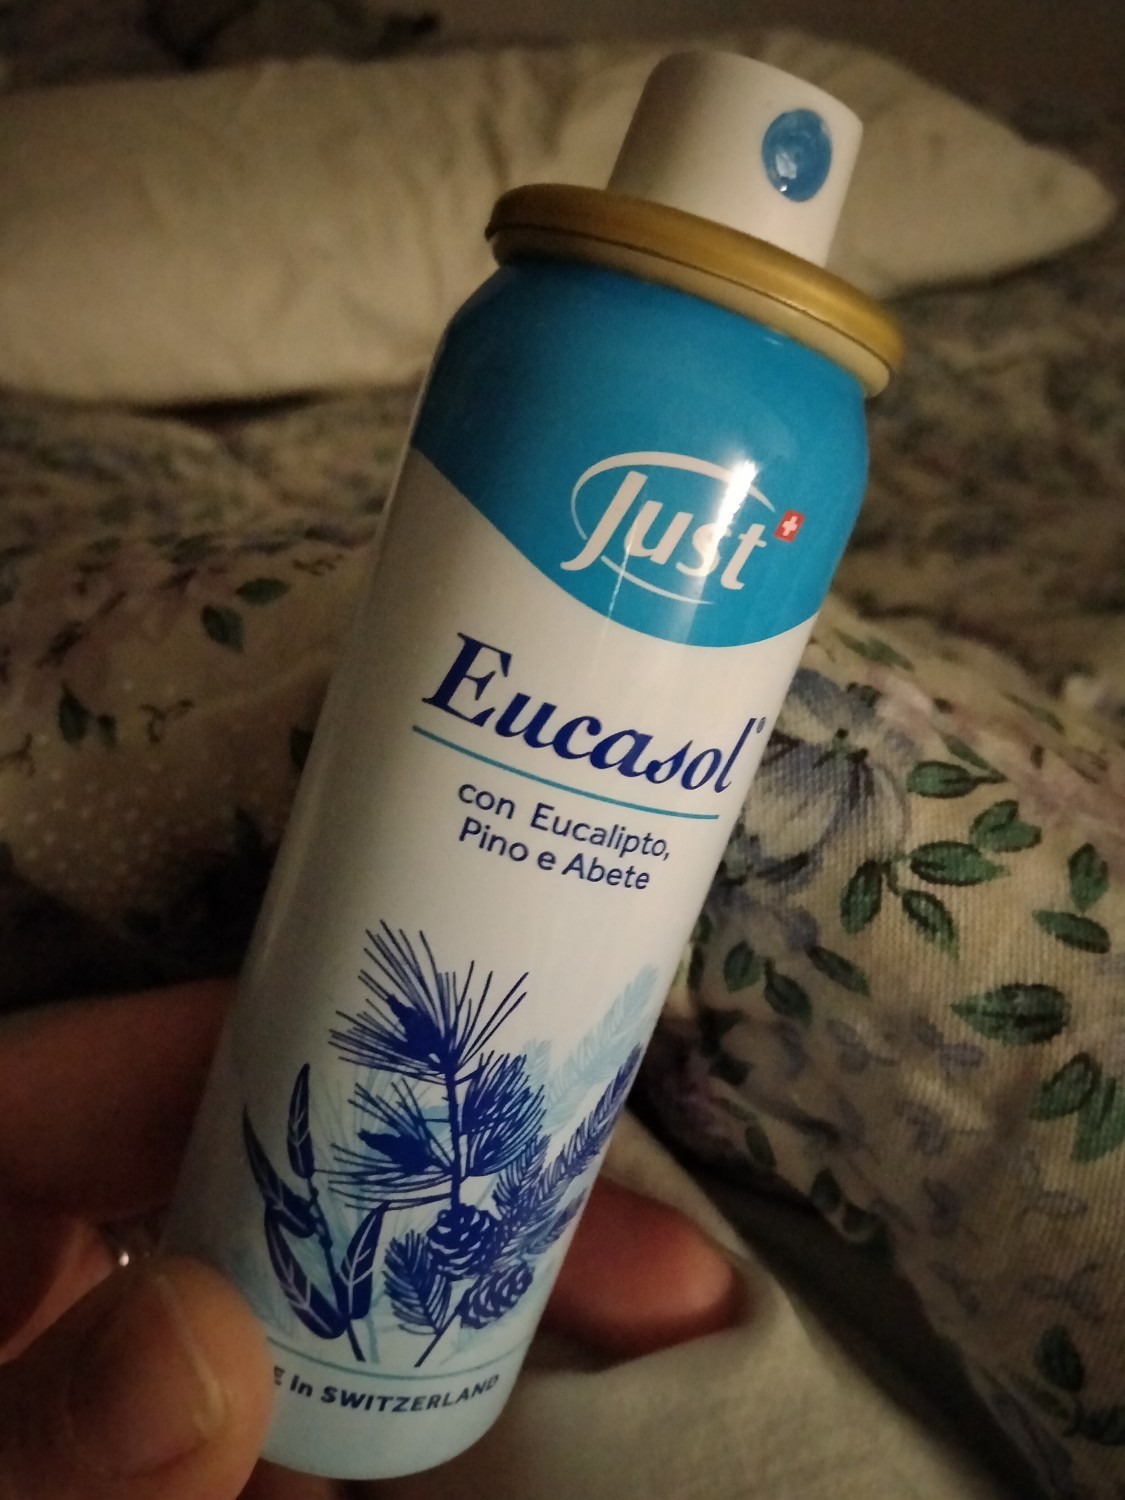 Just
Eucasol®
con Eucalipto,
Pino e Abete
E in SWITZERLAND